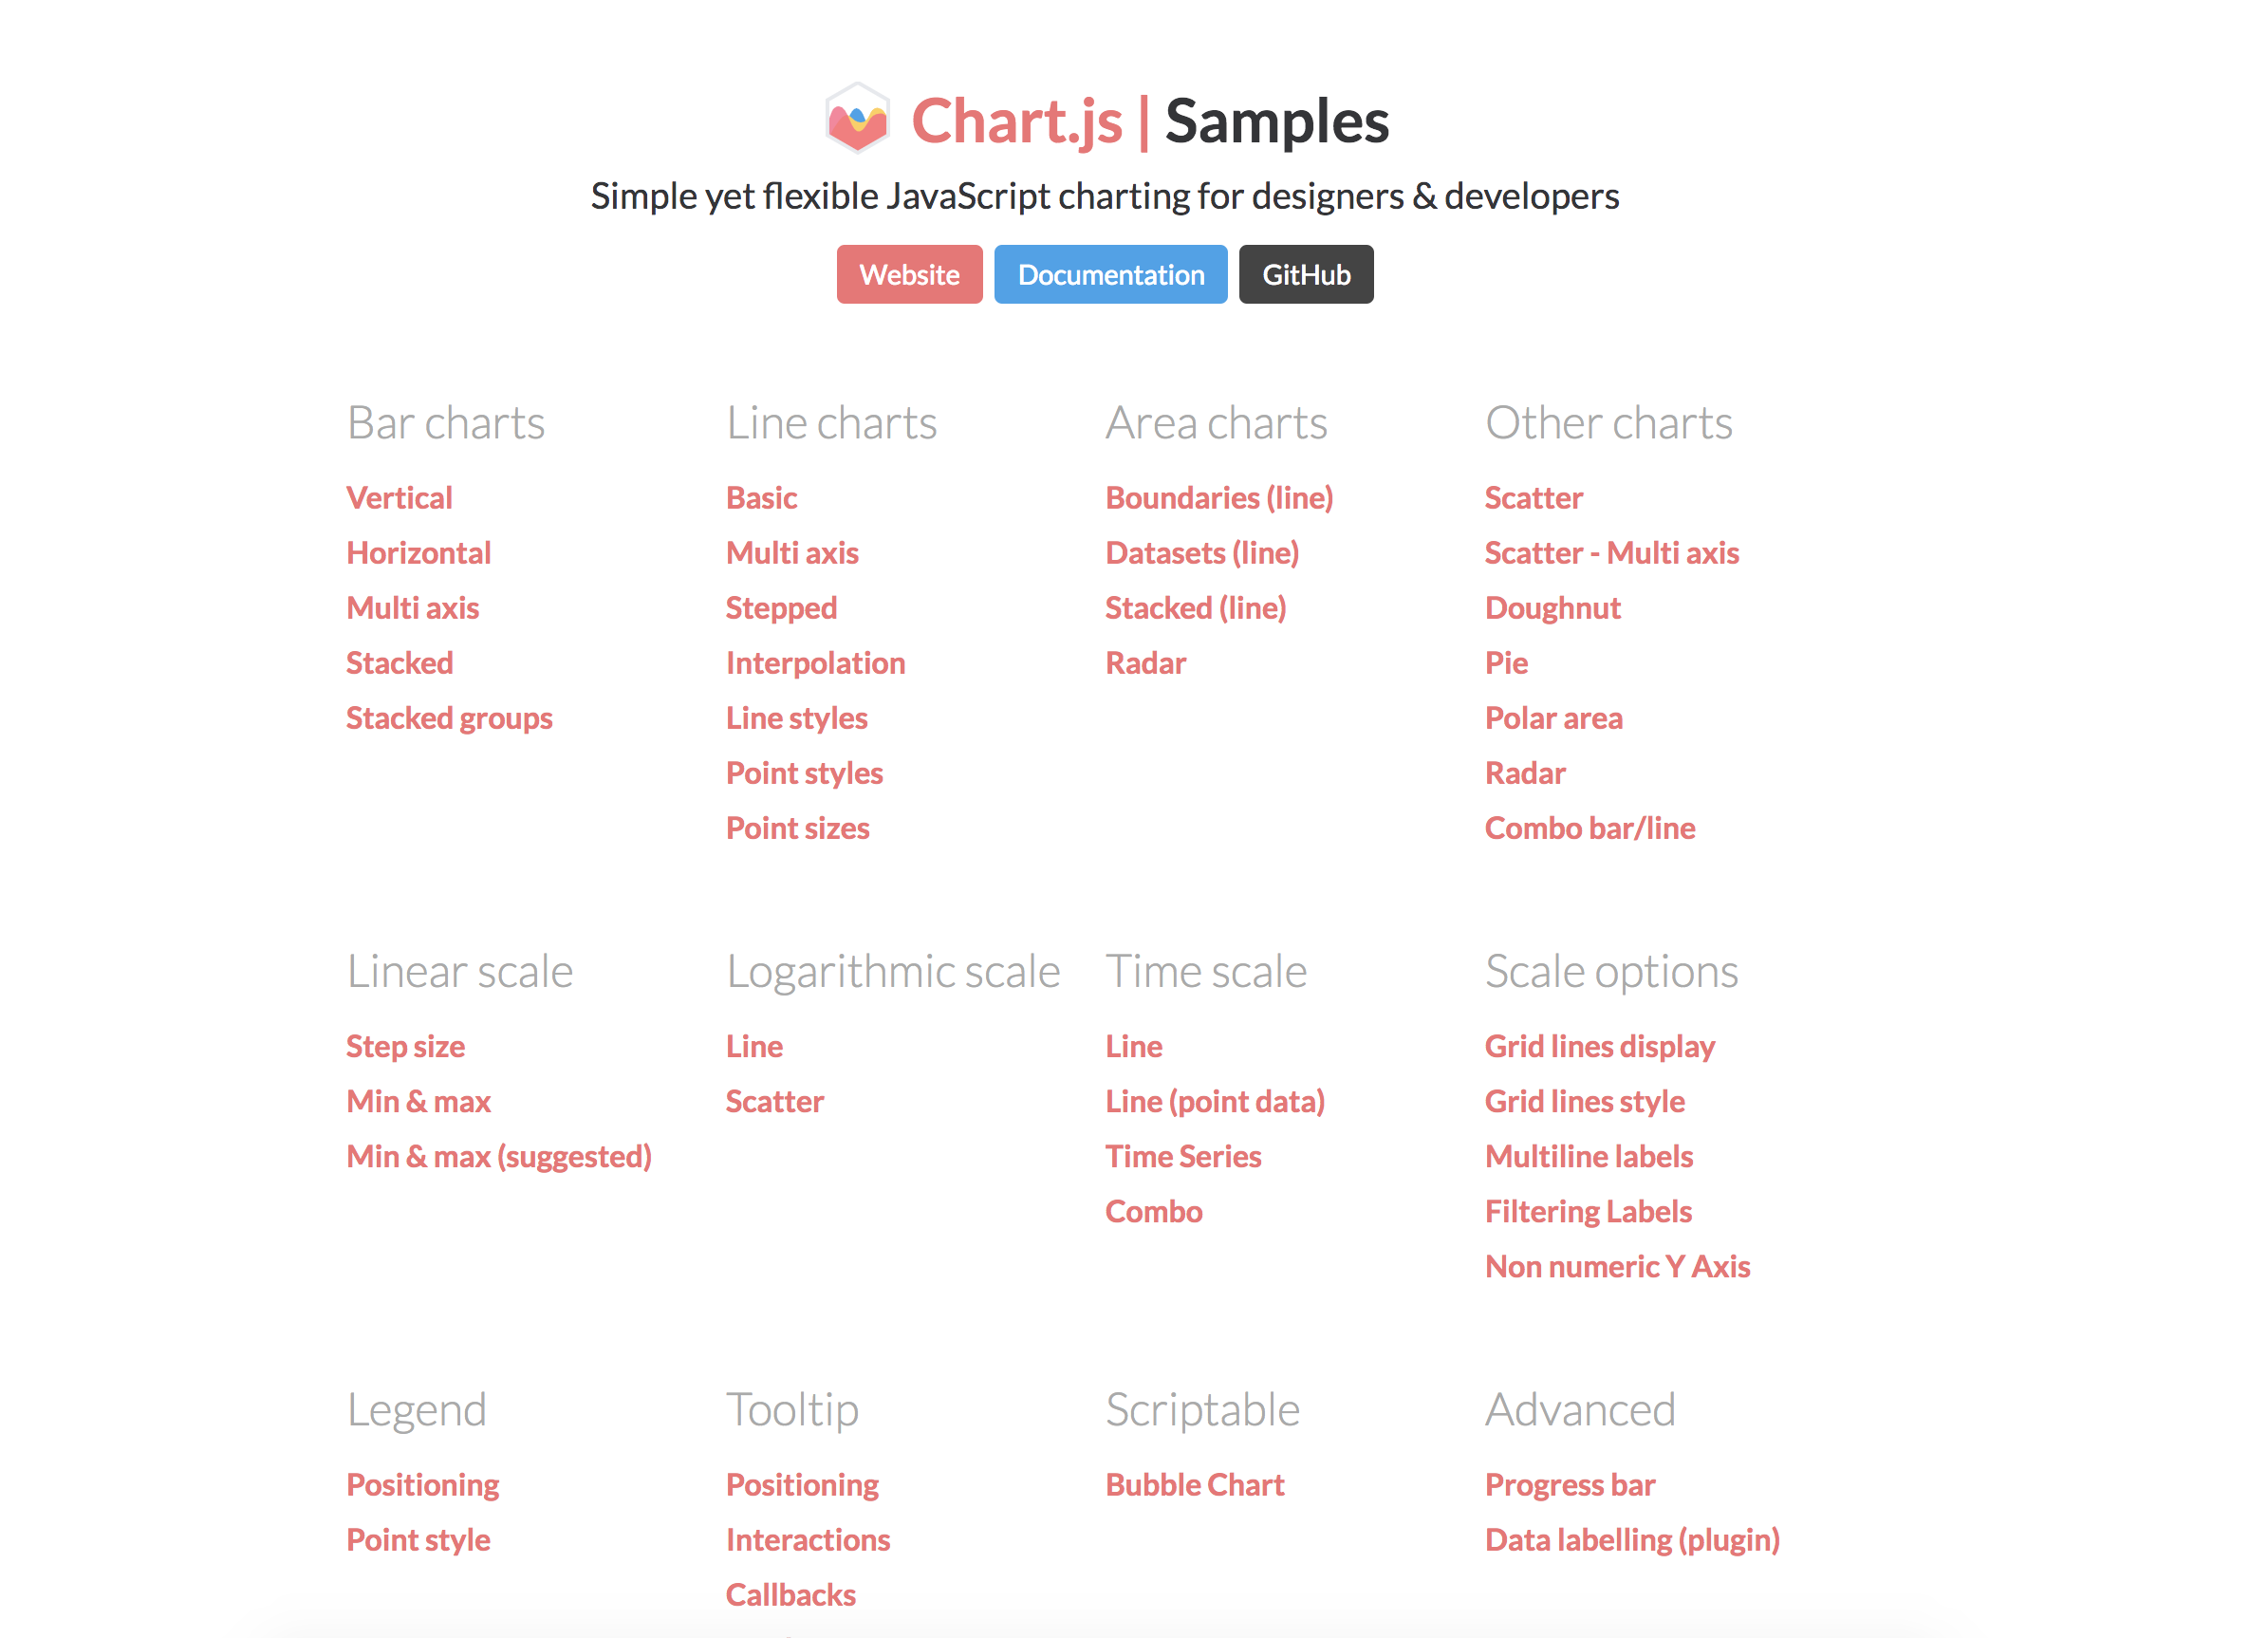 Chart.js | Samples
Simple yet flexible JavaScript charting for designers & developers
Website Documentation GitHub
Bar charts
Vertical
Horizontal
Multi axis
Stacked
Stacked groups
Line charts
Basic
Multi axis
Stepped
Interpolation
Line styles
Point styles
Point sizes
Area charts
Boundaries (line)
Datasets (line)
Stacked (line)
Radar
Other charts
Scatter
Scatter - Multi axis
Doughnut
Pie
Polar area
Radar
Combo bar/line
Linear scale
Step size
Min & max
Min & max (suggested)
Logarithmic scale
Line
Scatter
Time scale
Line
Line (point data)
Time Series
Combo
Scale options
Grid lines display
Grid lines style
Multiline labels
Filtering Labels
Non numeric Y Axis
Legend
Positioning
Point style
Tooltip
Positioning
Interactions
Callbacks
Scriptable
Bubble Chart
Advanced
Progress bar
Data labelling (plugin)